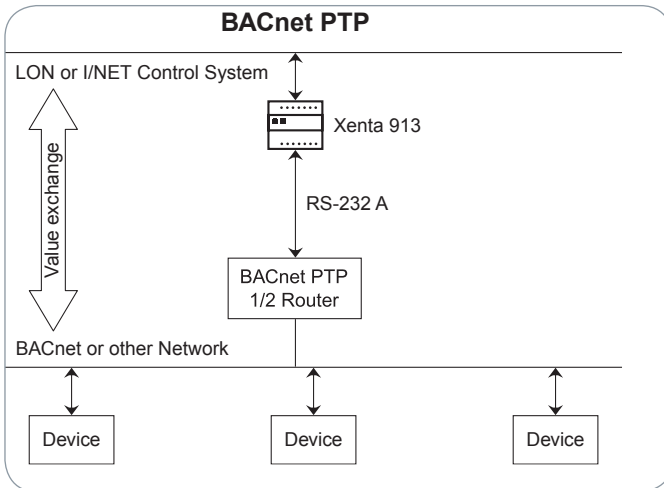 BACnet PTP
LON or I/NET Control System
Xenta 913
Value exchange
RS-232 A
BACnet PTP
1/2 Router
BACnet or other Network
Device
Device
Device